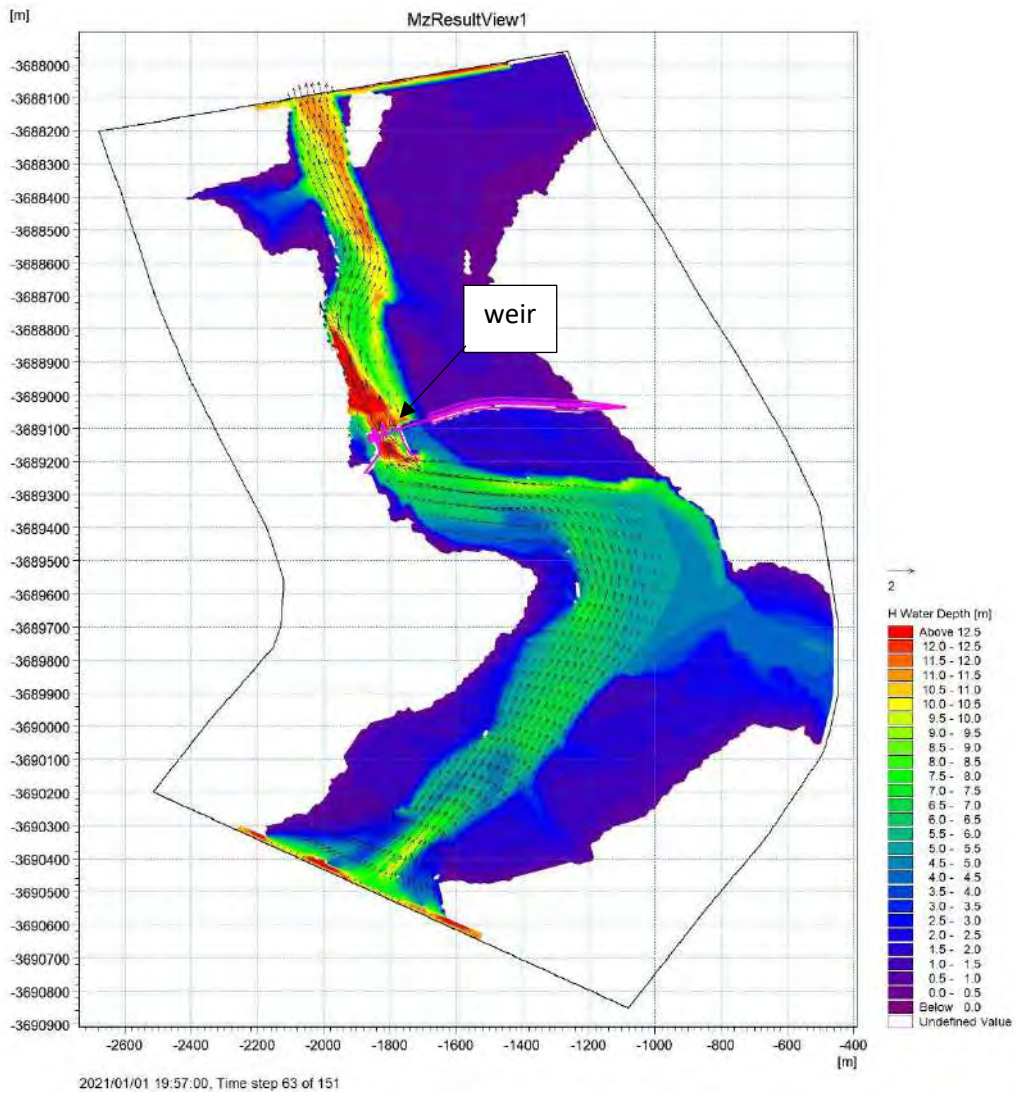 MzResultView1
[m]
-3688000
-3688100
-3688200
-3688300
-3688400
-3688500
-3688600
-3688700
-3688800
-3688900
-3689000
-3689100
-3689200
-3689300
-3689400
-3689500
-3689600
-3689700
-3689800
-3689900
-3690000
-3690100
-3690200
-3690300
-3690400
-3690500
-3690600
-3690700
-3690800
-3690900
weir
-2600 -2400 -2200 -2000 -1800 -1600 -1400 -1200 -1000 -800 -600 -400
[m]
2021/01/01 19:57:00, Time step 63 of 151
2
H Water Depth [m]
Above 12.5
12.0 - 12.5
11.5 - 12.0
11.0 - 11.5
10.5 - 11.0
10.0 - 10.5
9.5 - 10.0
9.0 - 9.5
8.5 - 9.0
8.0 - 8.5
7.5 - 8.0
7.0 - 7.5
6.5 - 7.0
6.0 - 6.5
5.5 - 6.0
5.0 - 5.5
4.5 - 5.0
4.0 - 4.5
3.5 - 4.0
3.0 - 3.5
2.5 - 3.0
2.0 - 2.5
1.5 - 2.0
1.0 - 1.5
0.5 - 1.0
0.0 - 0.5
Below 0.0
Undefined Value